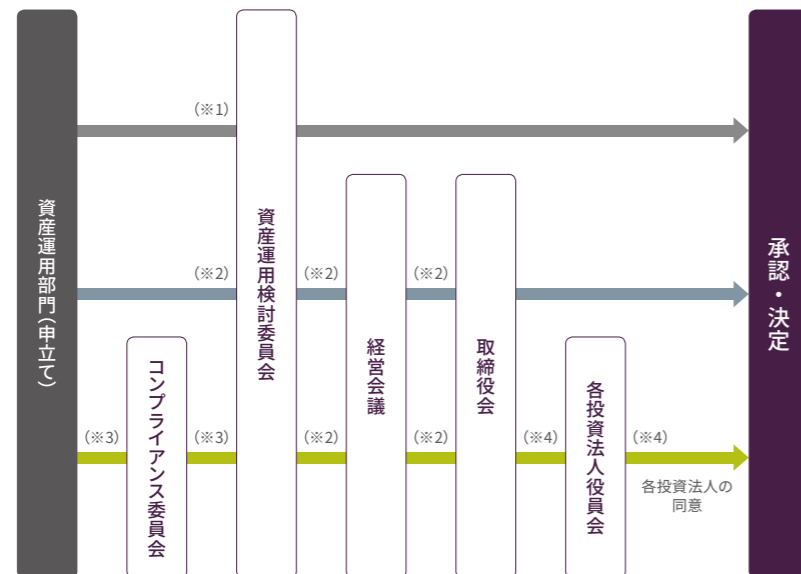 資産運用部門(申立て)
コンプライアンス委員会
資産運用検討委員会
経営会議
取締役会
各投資法人役員会
承認・決定
(※1)
(※2)
(※2)
(※2)
(※3)
(※3)
(※2)
(※2)
(※4)
(※4)
各投資法人の
同意